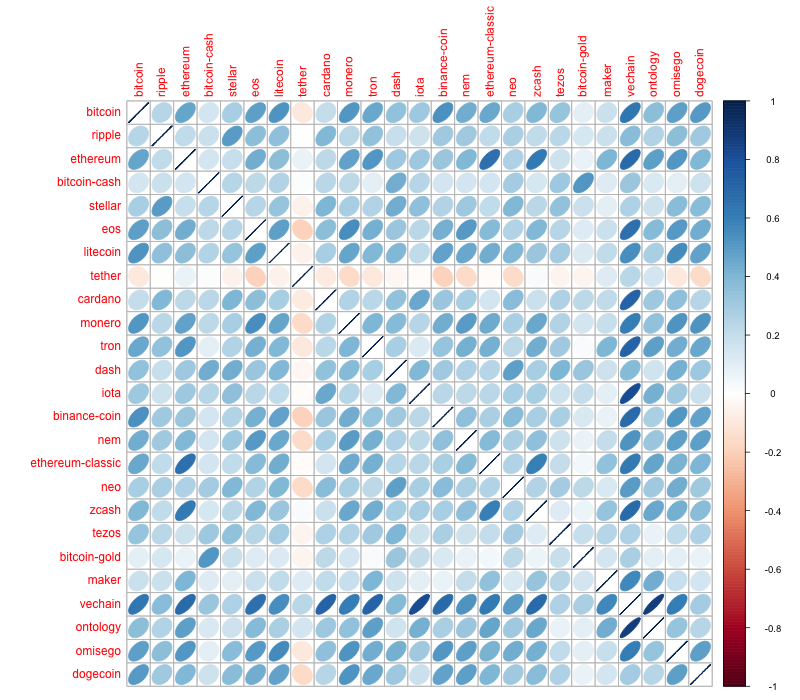 bitcoin
ripple
ethereum
bitcoin-cash
stellar
eos
litecoin
tether
cardano
monero
tron
dash
iota
binance-coin
nem
ethereum-classic
neo
zcash
tezos
bitcoin-gold
maker
vechain
ontology
omisego
dogecoin
bitcoin
ripple
ethereum
bitcoin-cash
stellar
eos
litecoin
tether
cardano
monero
tron
dash
iota
binance-coin
nem
ethereum-classic
neo
zcash
tezos
bitcoin-gold
maker
vechain
ontology
omisego
dogecoin
1
0.8
0.6
0.4
0.2
0
-0.2
-0.4
-0.6
-0.8
-1